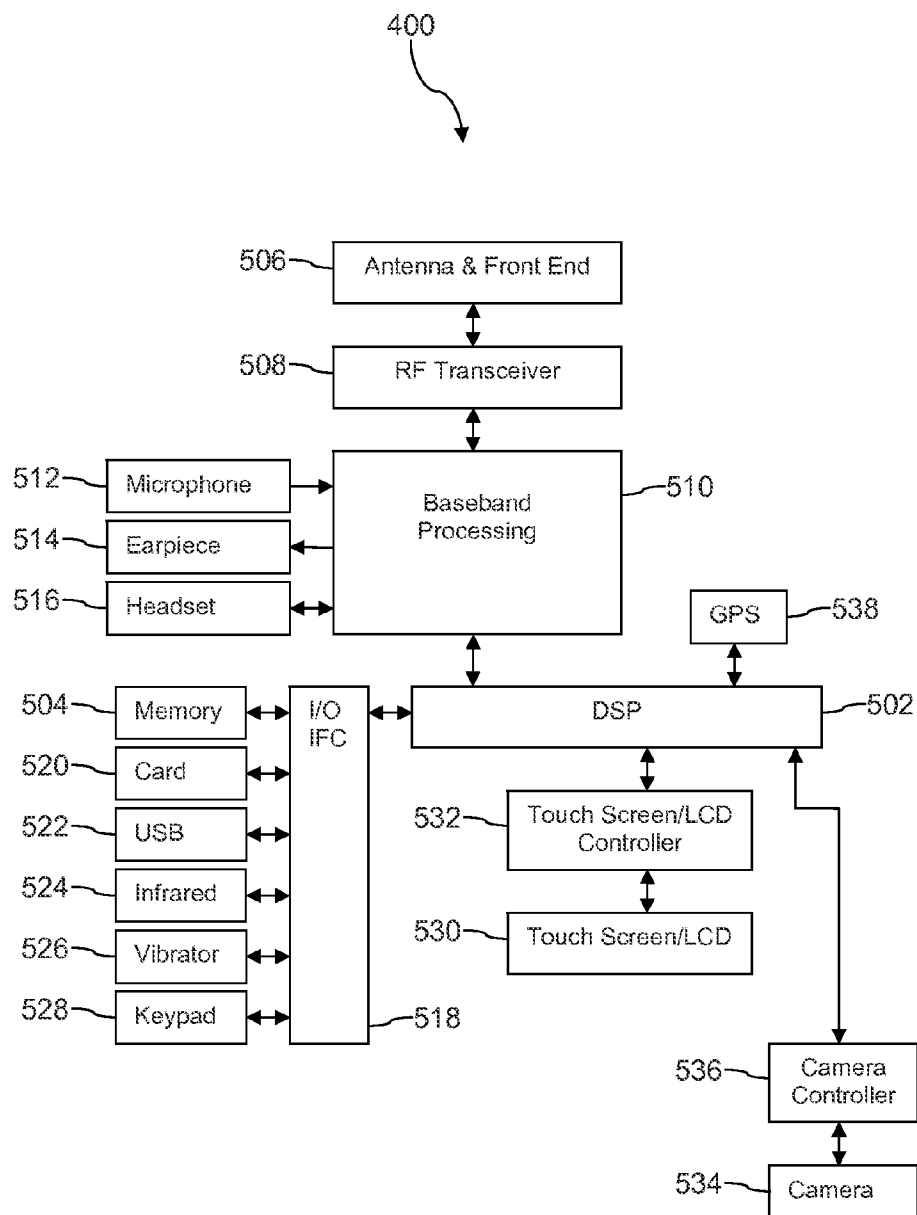 400
506
Antenna & Front End
508
RF Transceiver
512
Microphone
Baseband
Processing
510
514
Earpiece
516
Headset
GPS
538
504
Memory
I/O
IFC
DSP
502
520
Card
522
USB
532
Touch Screen/LCD
Controller
524
Infrared
530
Touch Screen/LCD
526
Vibrator
528
Keypad
518
536
Camera
Controller
534
Camera